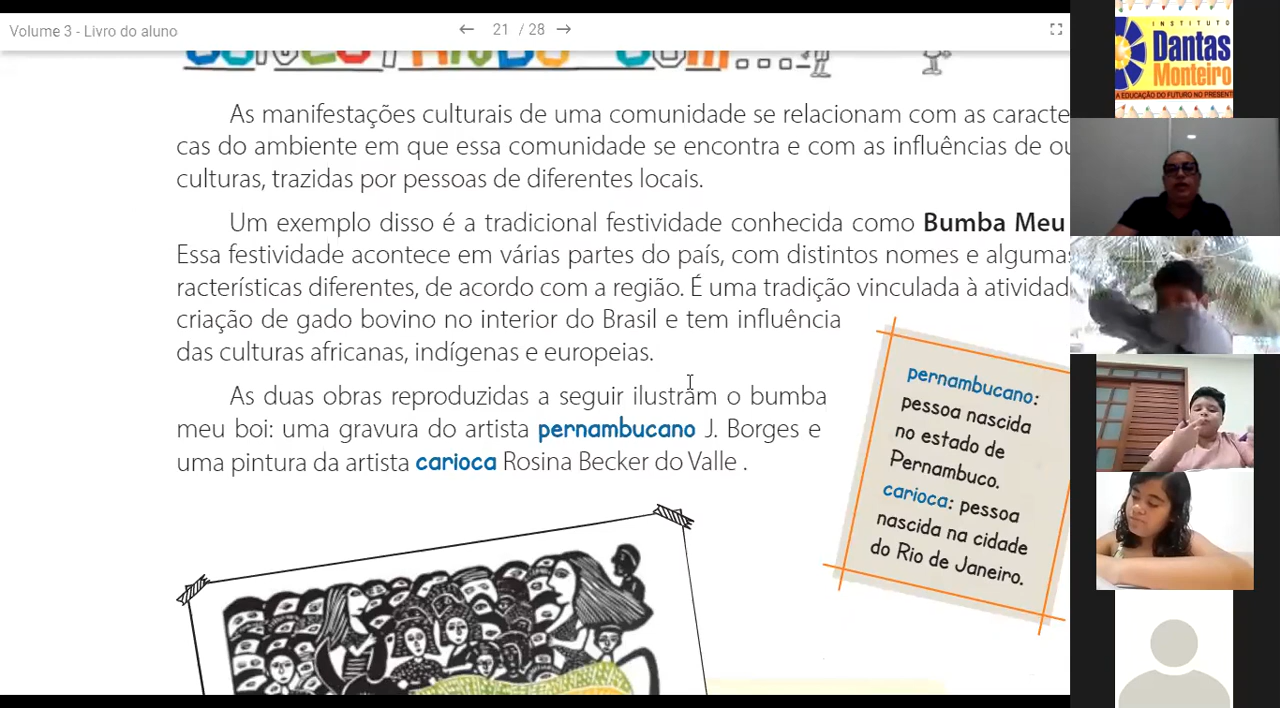 Volume 3 - Livro do aluno
21 / 28
As manifestações culturais de uma comunidade se relacionam com as caracte
cas do ambiente em que essa comunidade se encontra e com as influências de ou
culturas, trazidas por pessoas de diferentes locais.
Um exemplo disso é a tradicional festividade conhecida como Bumba Meu
Essa festividade acontece em várias partes do país, com distintos nomes e algumas
racterísticas diferentes, de acordo com a região. É uma tradição vinculada à atividad
criação de gado bovino no interior do Brasil e tem influência
das culturas africanas, indígenas e europeias.
As duas obras reproduzidas a seguir ilustram o bumba
meu boi: uma gravura do artista pernambucano J. Borges e
uma pintura da artista carioca Rosina Becker do Valle .
pernambucano:
pessoa nascida
no estado de
Pernambuco.
carioca: pessoa
nascida na cidade
do Rio de Janeiro.
INSTITUTO
Dantas
Monteiro
A EDUCAÇÃO DO FUTURO NO PRESENT